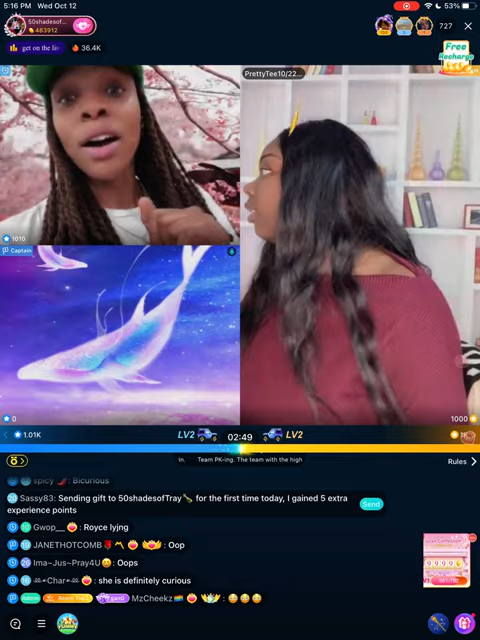 5:16 PM Wed Oct 12
53%
50shadesof...
483912
727
get on the liv
36.4K
Free
Recharge
PrettyTee10/22...
1010
Captain
0
1000
1.01K
LV2
02:49
LV2
In.
Team PK-ing. The team with the high
Rules
spicy : Bicurious
Sassy83: Sending gift to 50shadesofTray for the first time today, I gained 5 extra
experience points
Send
Gwop__ : Royce lying
JANETHOTCOMB : Oop
Ima~Jus~Pray4U : Oops
Char : she is definitely curious
MzCheekz :